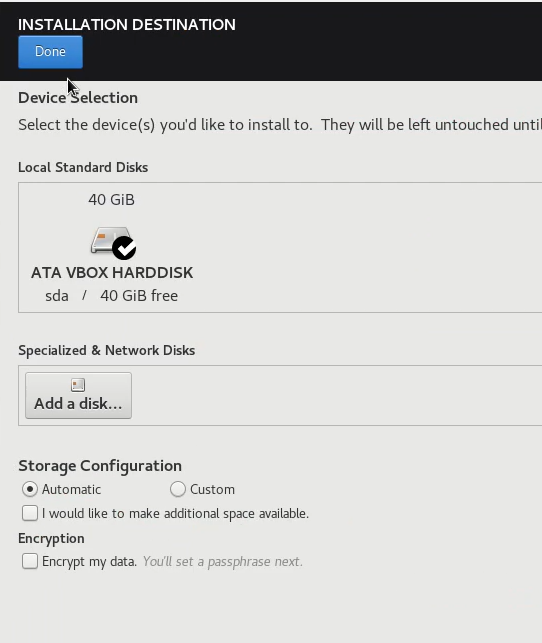 INSTALLATION DESTINATION
Done
Device Selection
Select the device(s) you'd like to install to.  They will be left untouched until
Local Standard Disks
40 GiB
ATA VBOX HARDDISK
sda / 40 GiB free
Specialized & Network Disks
Add a disk...
Storage Configuration
Automatic Custom
I would like to make additional space available.
Encryption
Encrypt my data. You'll set a passphrase next.